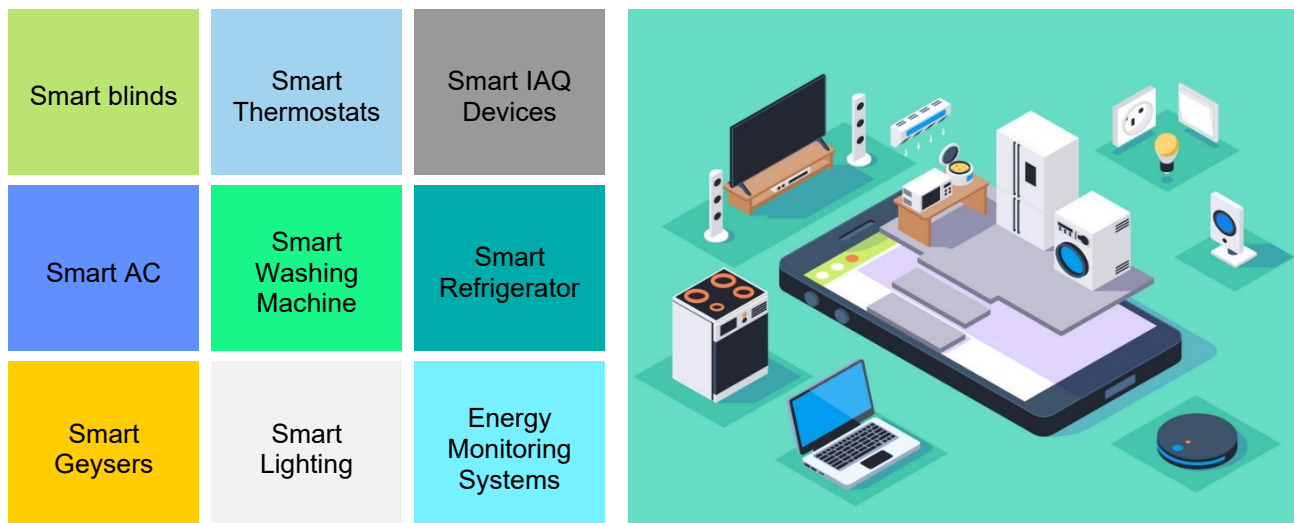 Smart blinds
Smart
Thermostats
Smart IAQ
Devices
Smart AC
Smart
Washing
Machine
Smart
Refrigerator
Smart
Geysers
Smart
Lighting
Energy
Monitoring
Systems